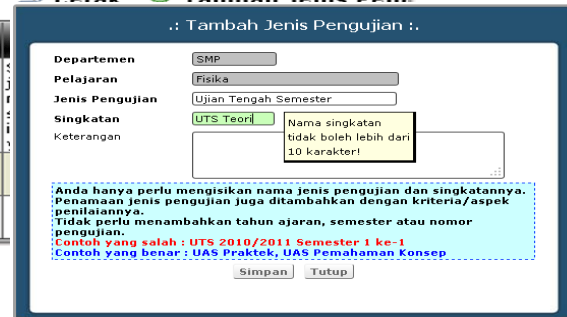 .: Tambah Jenis Pengujian :.
Departemen SMP
Pelajaran Fisika
Jenis Pengujian Ujian Tengah Semester
Singkatan UTS Teori
Nama singkatan
tidak boleh lebih dari
10 karakter!
Keterangan
Anda hanya perlu mengisikan nama jenis pengujian dan singkatannya.
Penamaan jenis pengujian juga ditambahkan dengan kriteria/aspek
penilaiannya.
Tidak perlu menambahkan tahun ajaran, semester atau nomor
pengujian.
Contoh yang salah : UTS 2010/2011 Semester 1 ke-1
Contoh yang benar : UAS Praktek, UAS Pemahaman Konsep
Simpan Tutup